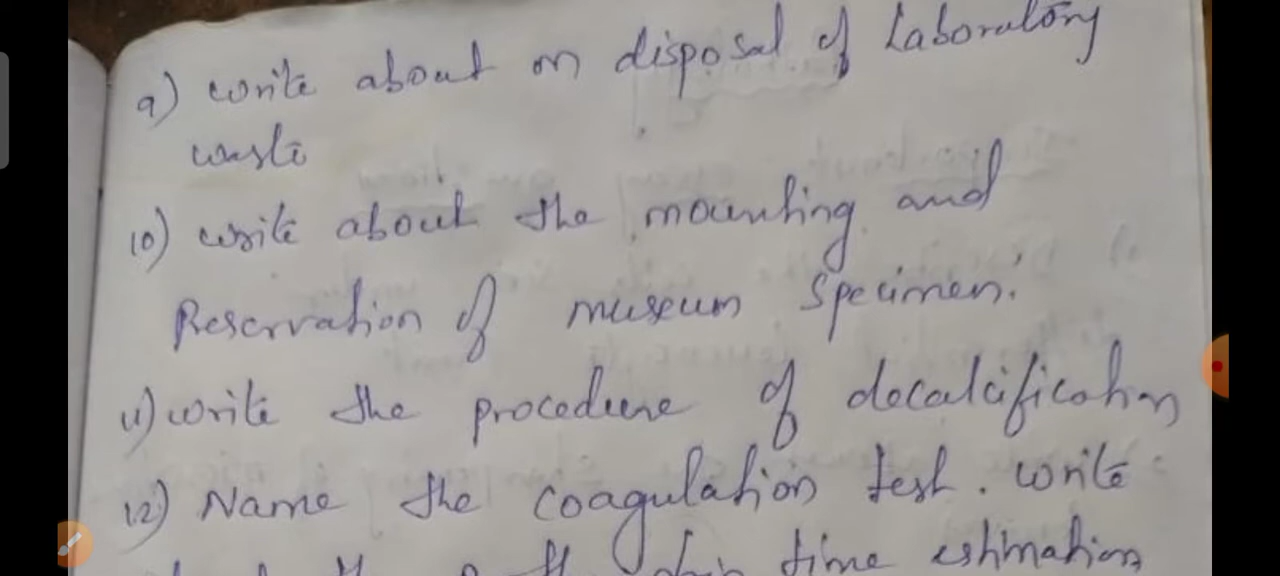 9) write about on disposal of Laboratory
waste
10) write about the mounting and
Reservation of museum specimen.
11) write the procedure of decalcification
12) Name the coagulation test. write
time estimation